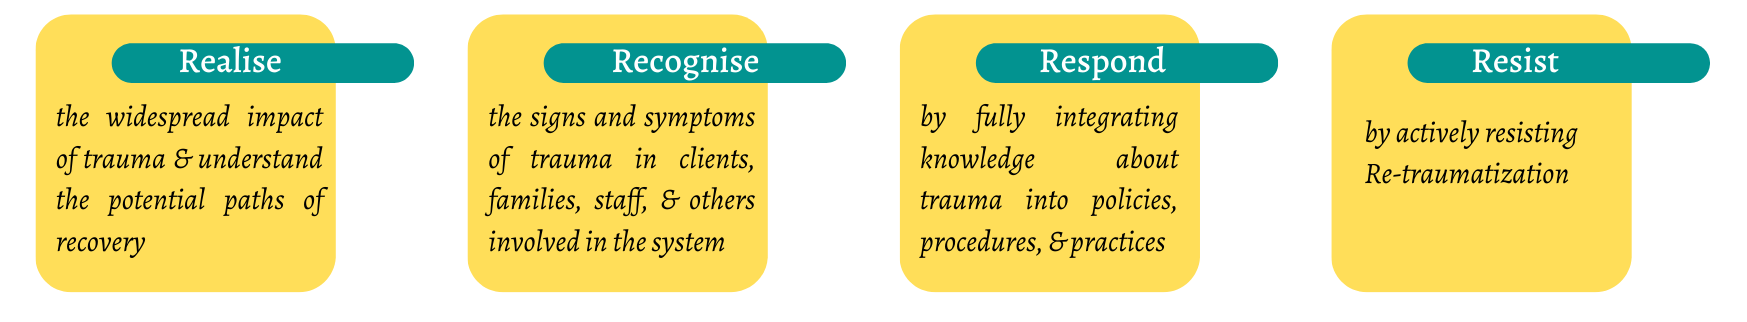 Realise
the widespread impact
of trauma & understand
the potential paths of
recovery
Recognise
the signs and symptoms
of trauma in clients,
families, staff, & others
involved in the system
Respond
by fully integrating
knowledge about
trauma into policies,
procedures, & practices
Resist
by actively resisting
Re-traumatization